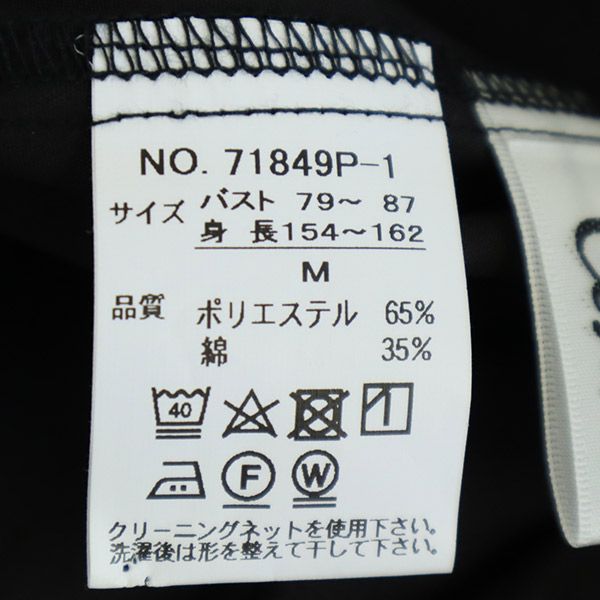 NO. 71849P-1
サイズ バスト 79～ 87
身 長154～162
M
品質 ポリエステル 65%
綿 35%
40
F W
クリーニングネットを使用下さい。
洗濯後は形を整えて干して下さい。